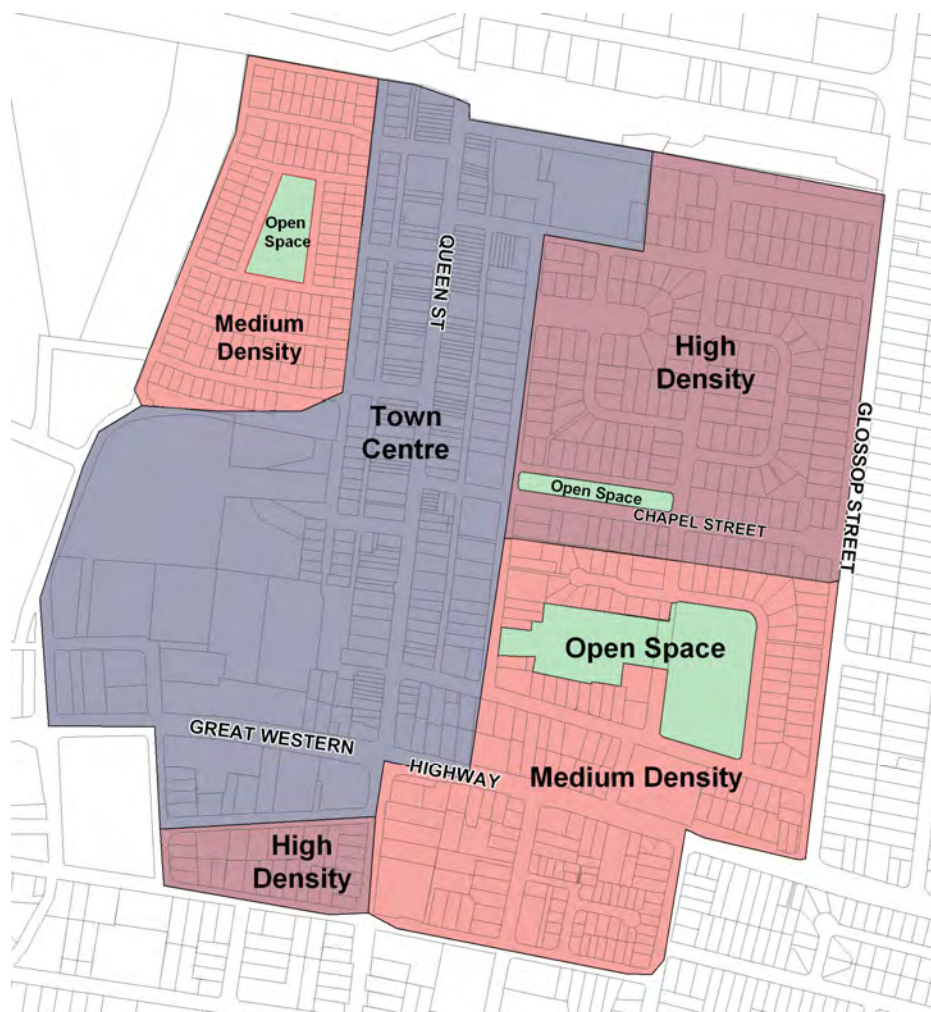 Open
Space
QUEEN ST
Medium
Density
High
Density
Town
Centre
GLOSSOP STREET
Open Space
CHAPEL STREET
Open Space
GREAT WESTERN
HIGHWAY
Medium Density
High
Density